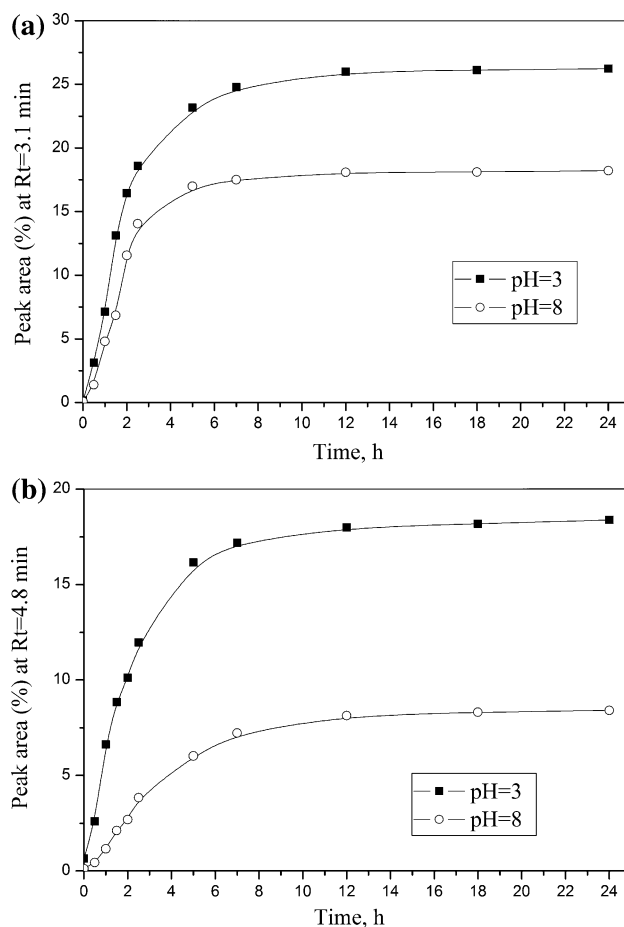 (a)
Peak area (%) at Rt=3.1 min
30
25
20
15
10
5
0
pH=3
pH=8
0 2 4 6 8 10 12 14 16 18 20 22 24
Time, h
(b)
Peak area (%) at Rt=4.8 min
20
15
10
5
0
pH=3
pH=8
0 2 4 6 8 10 12 14 16 18 20 22 24
Time, h